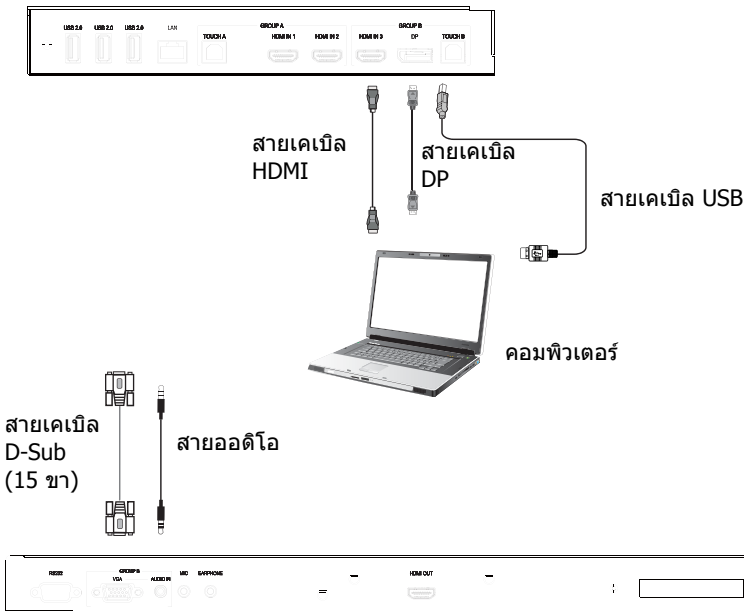 GROUP A
GROUP B
USB 2.0 USB 2.0 USB 2.0 LAN TOUCH A HDMI IN 1 HDMI IN 2 HDMI IN 3 DP TOUCH B
สายเคเบิล
HDMI
สายเคเบิล
DP
สายเคเบิล USB
คอมพิวเตอร์
สายเคเบิล
D-Sub
(15 ขา)
สายออดิโอ
GROUP B
RS232 VGA AUDIO IN MIC EARPHONE HDMI OUT